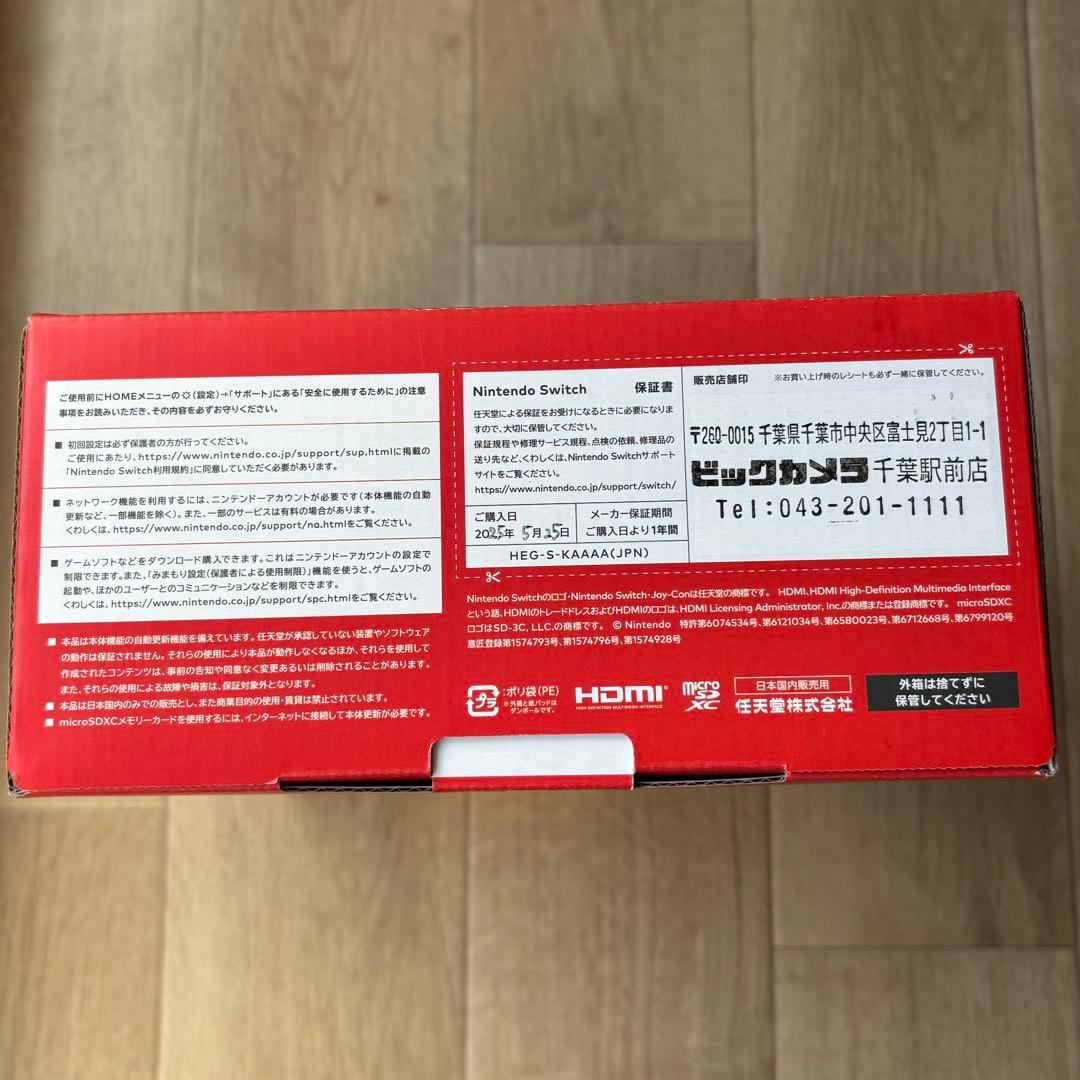 ご使用前にHOMEメニューの☼(設定)→「サポート」にある「安全に使用するために」の注意
事項をお読みいただき、その内容を必ずお守りください。
■ 初回設定は必ず保護者の方が行ってください。
ご使用にあたり、https://www.nintendo.co.jp/support/sup.htmlに掲載の
「Nintendo Switch利用規約」に同意していただく必要があります。
■ ネットワーク機能を利用するには、ニンテンドーアカウントが必要です(本体機能の自動
更新など、一部機能を除く)。また、一部のサービスは有料の場合があります。
くわしくは、https://www.nintendo.co.jp/support/na.htmlをご覧ください。
■ ゲームソフトなどをダウンロード購入できます。これはニンテンドーアカウントの設定で
制限できます。また、「みまもり設定(保護者による使用制限)」機能を使うと、ゲームソフトの
起動や、ほかのユーザーとのコミュニケーションなどを制限できます。
くわしくは、https://www.nintendo.co.jp/support/spc.htmlをご覧ください。
■ 本品は本体機能の自動更新機能を備えています。任天堂が承認していない装置やソフトウェア
の動作は保証されません。それらの使用により本品が動作しなくなるほか、それらを使用して
作成されたコンテンツは、事前の告知や同意なく変更あるいは削除されることがあります。
また、それらの使用による故障や損害は、保証対象外となります。
■ 本品は日本国内のみでの販売とし、また商業目的の使用・賃貸は禁止されています。
■ microSDXCメモリーカードを使用するには、インターネットに接続して本体更新が必要です。
Nintendo Switch 保証書
任天堂による保証をお受けになるときに必要になりま
すので、大切に保管してください。
保証規程や修理サービス規程、点検の依頼、修理品の
送り先など、くわしくは、Nintendo Switchサポート
サイトをご覧ください。
https://www.nintendo.co.jp/support/switch/
ご購入日
2025年 5月25日
メーカー保証期間
ご購入日より1年間
HEG-S-KAAAA(JPN)
販売店舗印 ※お買い上げ時のレシートも必ず一緒に保管してください。
〒260-0015 千葉県千葉市中央区富士見2丁目1-1
ビックカメラ千葉駅前店
Tel:043-201-1111
Nintendo Switchのロゴ・Nintendo Switch・Joy-Conは任天堂の商標です。 HDMI、HDMI High-Definition Multimedia Interface
という語、HDMIのトレードドレスおよびHDMIのロゴは、HDMI Licensing Administrator, Inc.の商標または登録商標です。 microSDXC
ロゴはSD-3C, LLC.の商標です。 © Nintendo 特許第6074534号、第6121034号、第6580023号、第6712668号、第6799120号
意匠登録第1574793号、第1574796号、第1574928号
プラ
:ポリ袋(PE)
※外箱と紙パッドは
ダンボールです。
HDMI
HIGH-DEFINITION MULTIMEDIA INTERFACE
micro
SD
XC
日本国内販売用
任天堂株式会社
外箱は捨てずに
保管してください